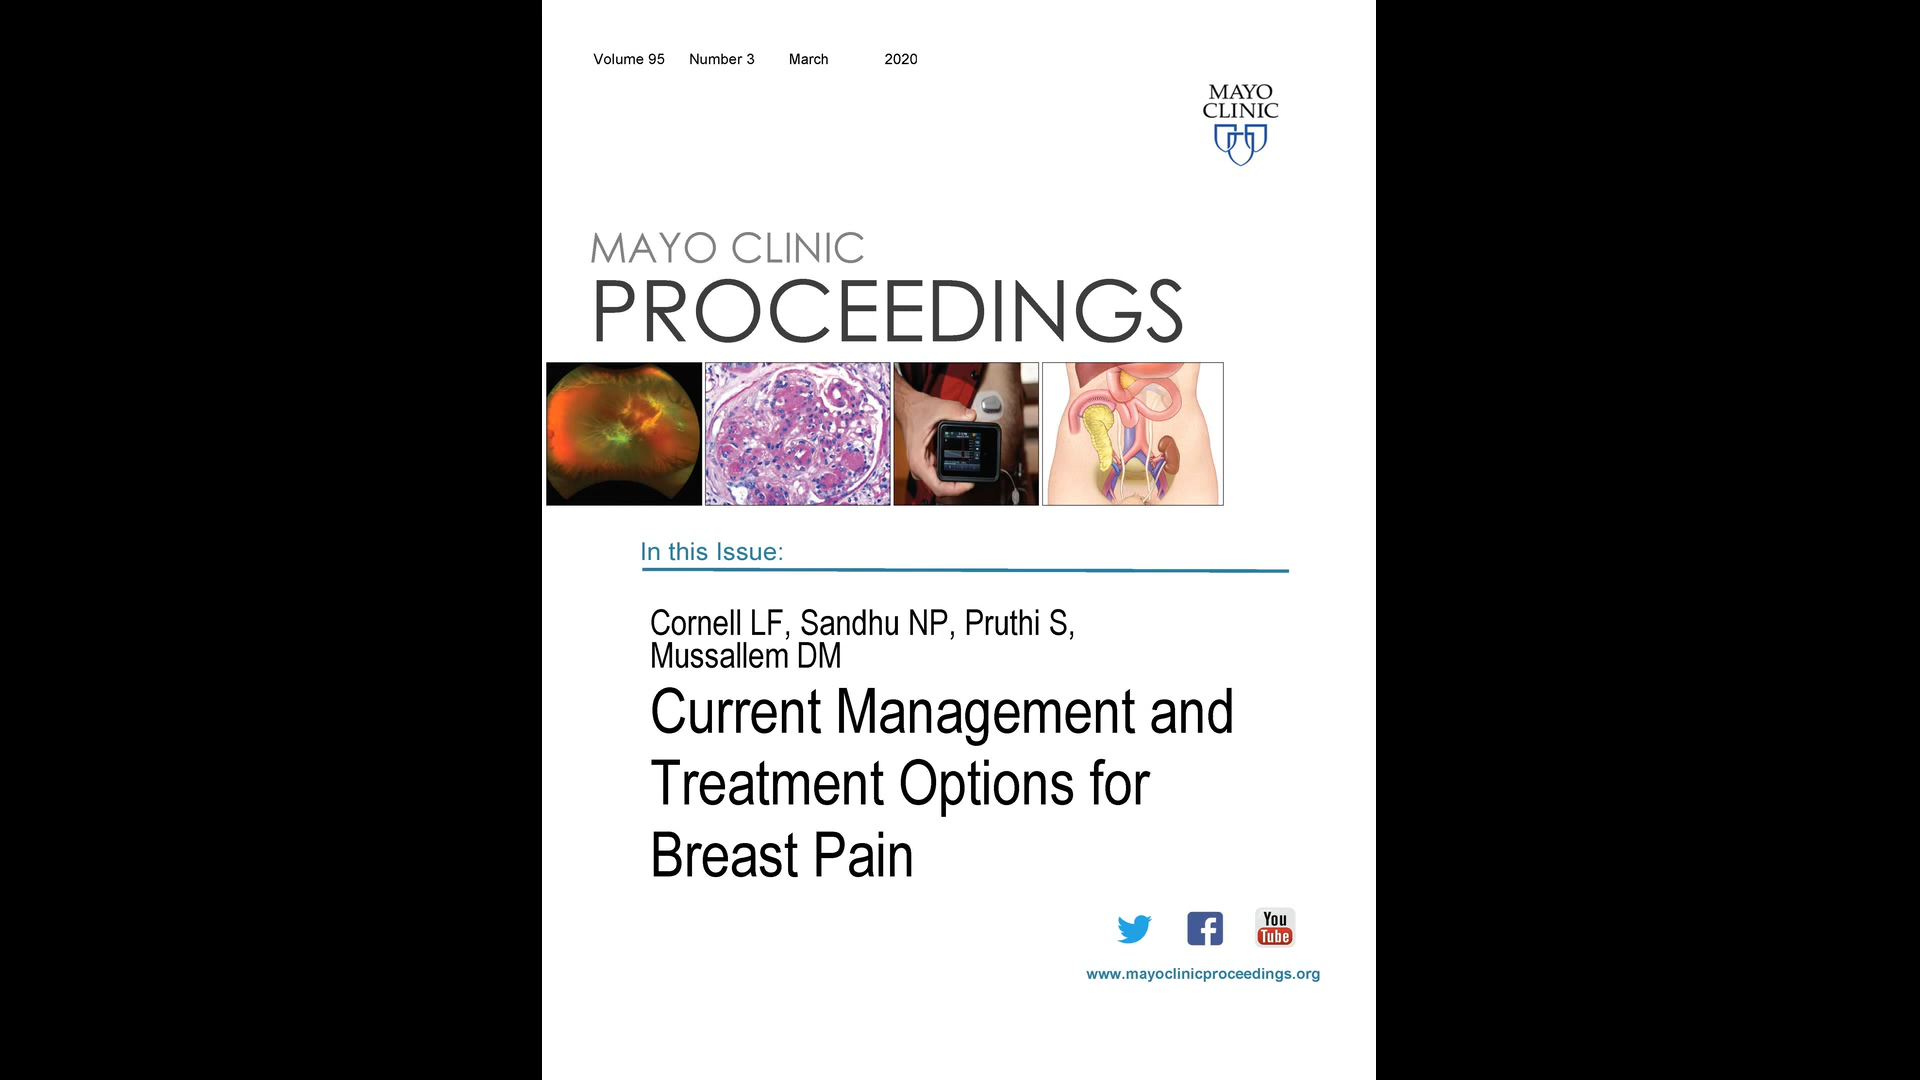 Volume 95 Number 3 March 2020
MAYO
CLINIC
MAYO CLINIC
PROCEEDINGS
In this Issue:
Cornell LF, Sandhu NP, Pruthi S,
Mussallem DM
Current Management and
Treatment Options for
Breast Pain
You
Tube
www.mayoclinicproceedings.org